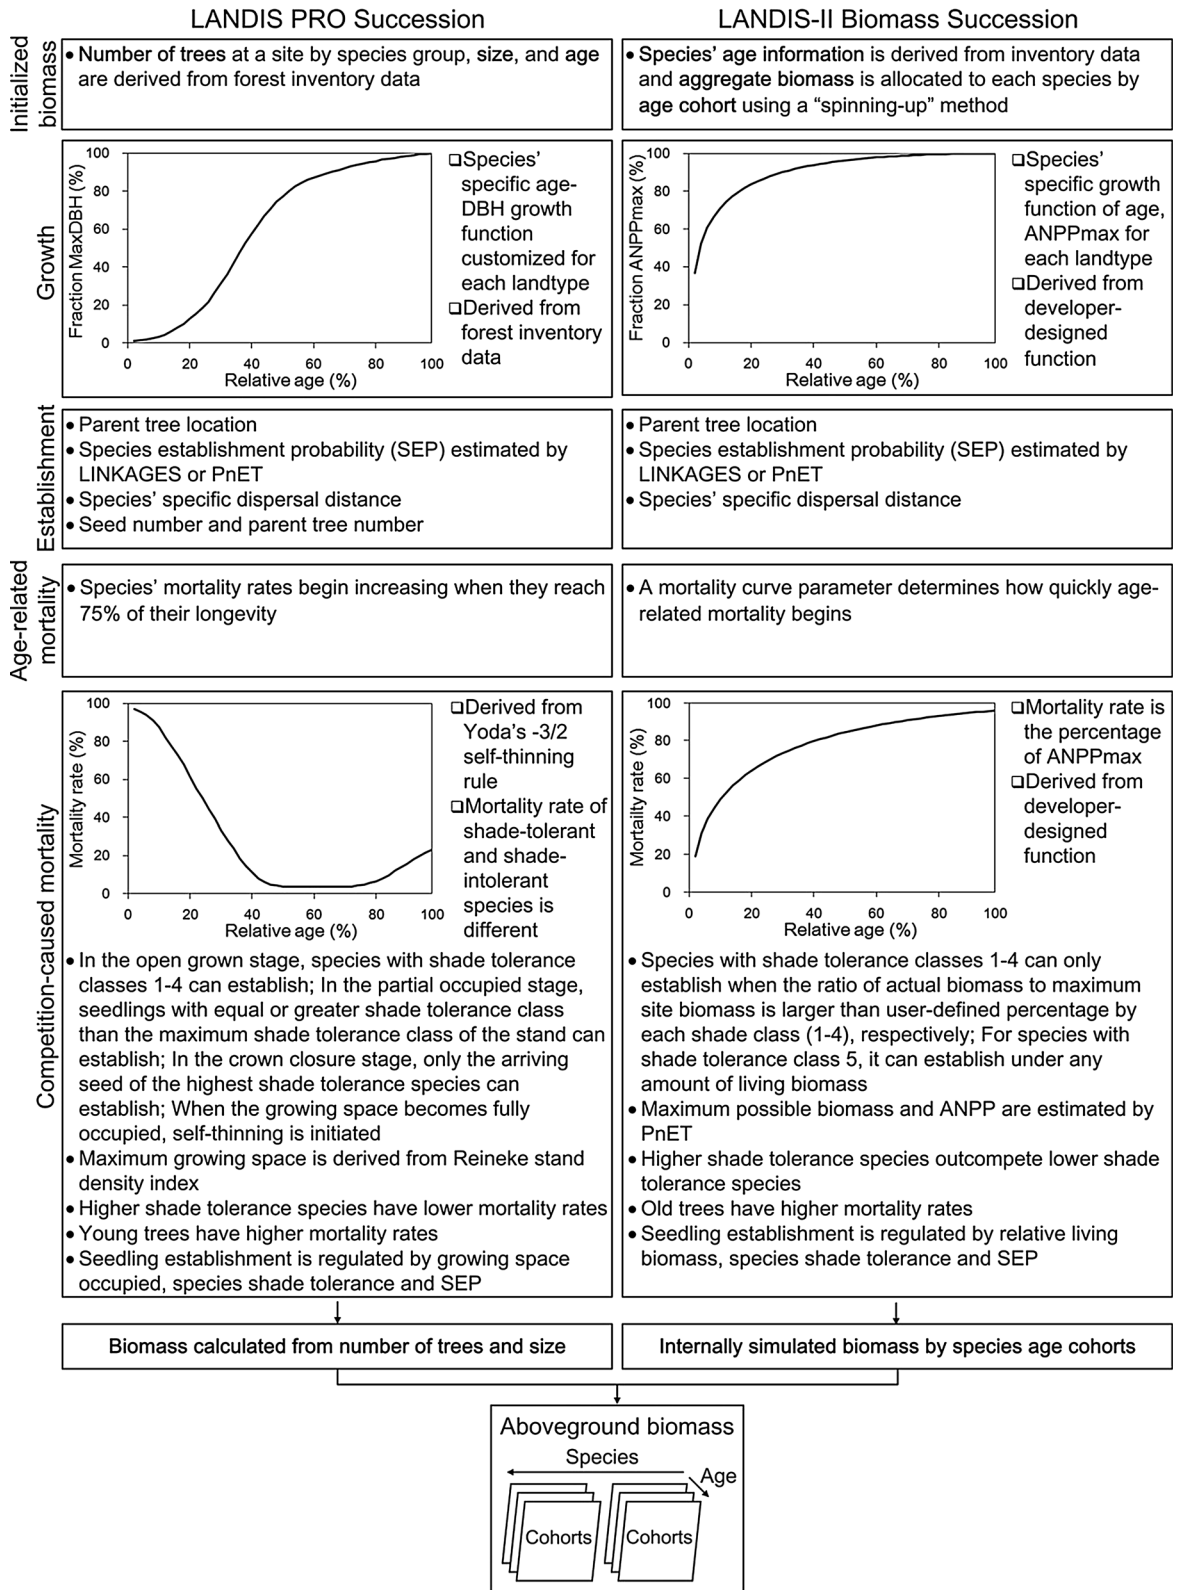 LANDIS PRO Succession
LANDIS-II Biomass Succession
Initialized
biomass
• Number of trees at a site by species group, size, and age
are derived from forest inventory data
• Species' age information is derived from inventory data
and aggregate biomass is allocated to each species by
age cohort using a “spinning-up” method
Growth
Fraction MaxDBH (%)
100
80
60
40
20
0
0 20 40 60 80 100
Relative age (%)
❑Species'
specific age-
DBH growth
function
customized for
each landtype
❑Derived from
forest inventory
data
Fraction ANPPmax (%)
100
80
60
40
20
0
0 20 40 60 80 100
Relative age (%)
❑Species'
specific growth
function of age,
ANPPmax for
each landtype
❑Derived from
developer-
designed
function
Establishment
• Parent tree location
• Species establishment probability (SEP) estimated by
LINKAGES or PnET
• Species' specific dispersal distance
• Seed number and parent tree number
• Parent tree location
• Species establishment probability (SEP) estimated by
LINKAGES or PnET
• Species' specific dispersal distance
Age-related
mortality
• Species' mortality rates begin increasing when they reach
75% of their longevity
• A mortality curve parameter determines how quickly age-
related mortality begins
Competition-caused mortality
Mortality rate (%)
100
80
60
40
20
0
0 20 40 60 80 100
Relative age (%)
❑Derived from
Yoda's -3/2
self-thinning
rule
❑Mortality rate of
shade-tolerant
and shade-
intolerant
species is
different
• In the open grown stage, species with shade tolerance
classes 1-4 can establish; In the partial occupied stage,
seedlings with equal or greater shade tolerance class
than the maximum shade tolerance class of the stand can
establish; In the crown closure stage, only the arriving
seed of the highest shade tolerance species can
establish; When the growing space becomes fully
occupied, self-thinning is initiated
• Maximum growing space is derived from Reineke stand
density index
• Higher shade tolerance species have lower mortality rates
• Young trees have higher mortality rates
• Seedling establishment is regulated by growing space
occupied, species shade tolerance and SEP
Mortailty rate (%)
100
80
60
40
20
0
0 20 40 60 80 100
Relative age (%)
❑Mortality rate is
the percentage
of ANPPmax
❑Derived from
developer-
designed
function
• Species with shade tolerance classes 1-4 can only
establish when the ratio of actual biomass to maximum
site biomass is larger than user-defined percentage by
each shade class (1-4), respectively; For species with
shade tolerance class 5, it can establish under any
amount of living biomass
• Maximum possible biomass and ANPP are estimated by
PnET
• Higher shade tolerance species outcompete lower shade
tolerance species
• Old trees have higher mortality rates
• Seedling establishment is regulated by relative living
biomass, species shade tolerance and SEP
Biomass calculated from number of trees and size
Internally simulated biomass by species age cohorts
Aboveground biomass
Species
Age
Cohorts
Cohorts